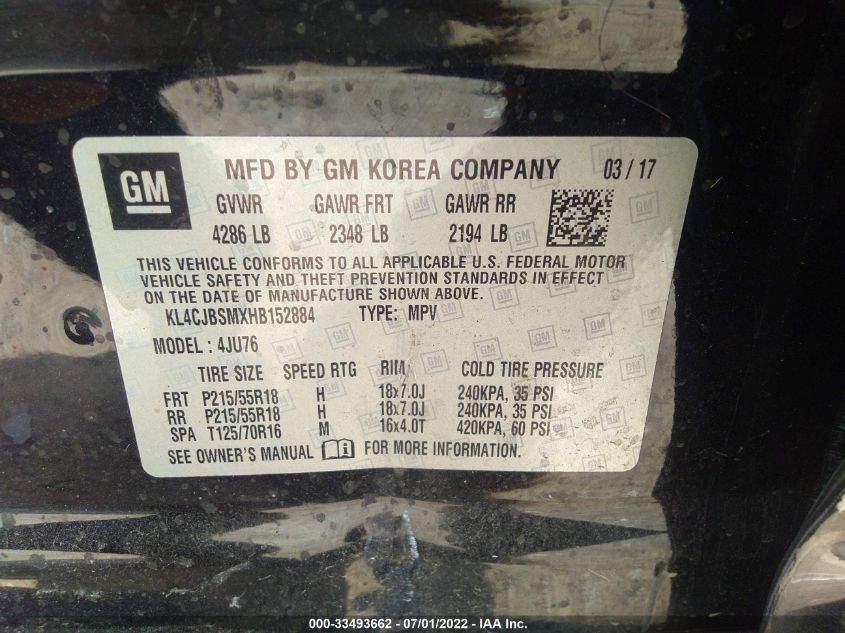 GM MFD BY GM KOREA COMPANY 03/17
GVWR GAWR FRT GAWR RR
4286 LB 2348 LB 2194 LB
THIS VEHICLE CONFORMS TO ALL APPLICABLE U.S. FEDERAL MOTOR
VEHICLE SAFETY AND THEFT PREVENTION STANDARDS IN EFFECT
ON THE DATE OF MANUFACTURE SHOWN ABOVE.
KL4CJBSMXHB152884 TYPE: MPV
MODEL : 4JU76
TIRE SIZE SPEED RTG RIM COLD TIRE PRESSURE
FRT P215/55R18 H 18x7.0J 240KPA, 35 PSI
RR P215/55R18 H 18x7.0J 240KPA, 35 PSI
SPA T125/70R16 M 16x4.0T 420KPA, 60 PSI
SEE OWNER'S MANUAL FOR MORE INFORMATION.
000-33493662 - 07/01/2022 - IAA Inc.